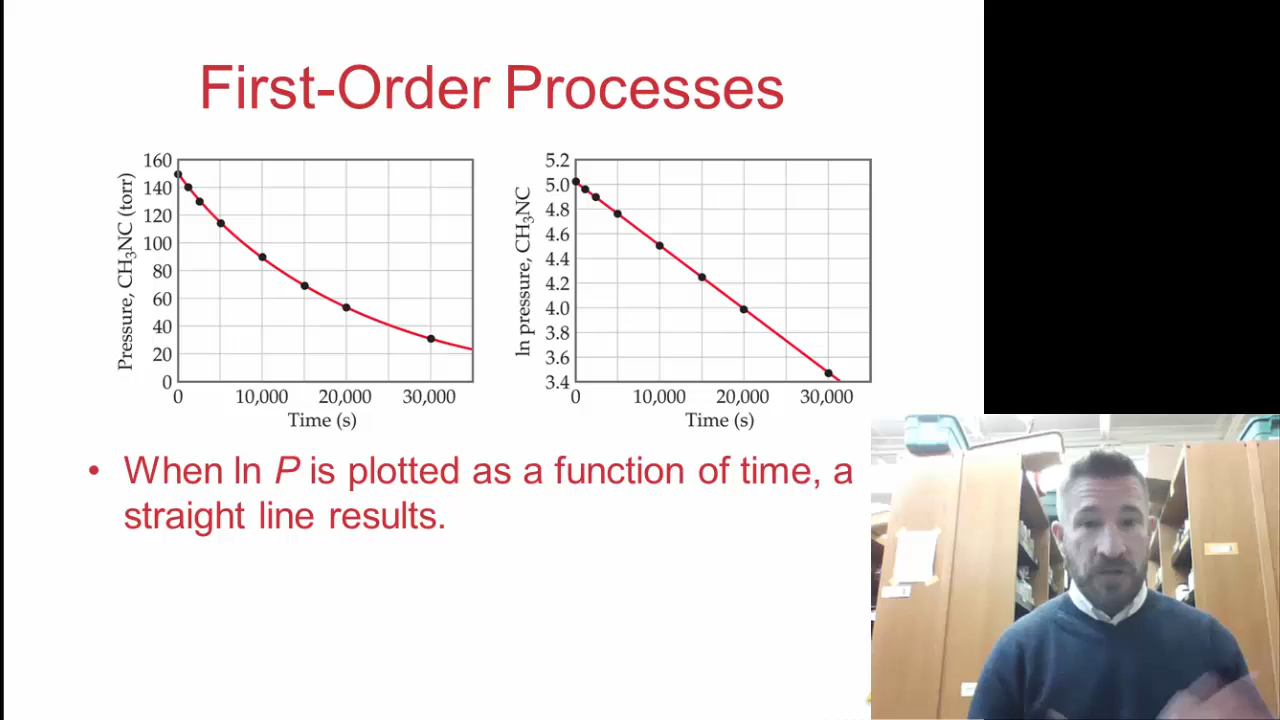 First-Order Processes
160
140
120
100
80
60
40
20
0
Pressure, CH₃NC (torr)
0 10,000 20,000 30,000
Time (s)
5.2
5.0
4.8
4.6
4.4
4.2
4.0
3.8
3.6
3.4
ln pressure, CH₃NC
0 10,000 20,000 30,000
Time (s)
• When ln P is plotted as a function of time, a
straight line results.